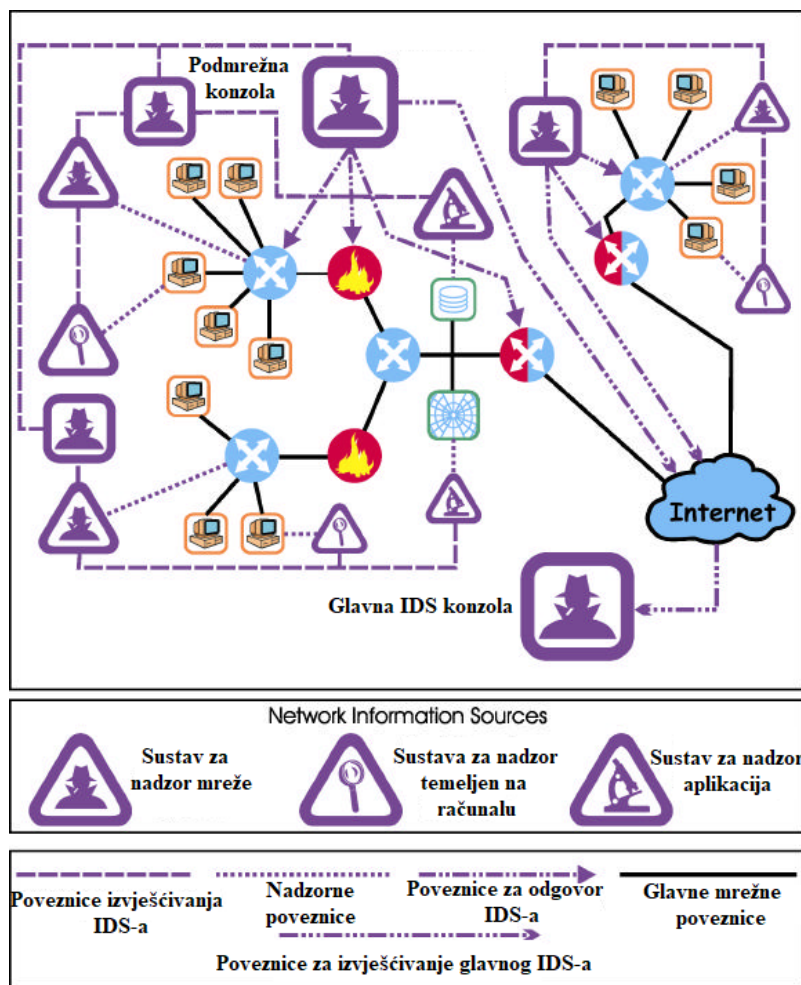 Podmrežna
konzola
Internet
Glavna IDS konzola
Network Information Sources
Sustav za
nadzor mreže
Sustava za nadzor
temeljen na
računalu
Sustav za nadzor
aplikacija
Poveznice izvješćivanja
IDS-a
Nadzorne
poveznice
Poveznice za odgovor
IDS-a
Glavne mrežne
poveznice
Poveznice za izvješćivanje glavnog IDS-a